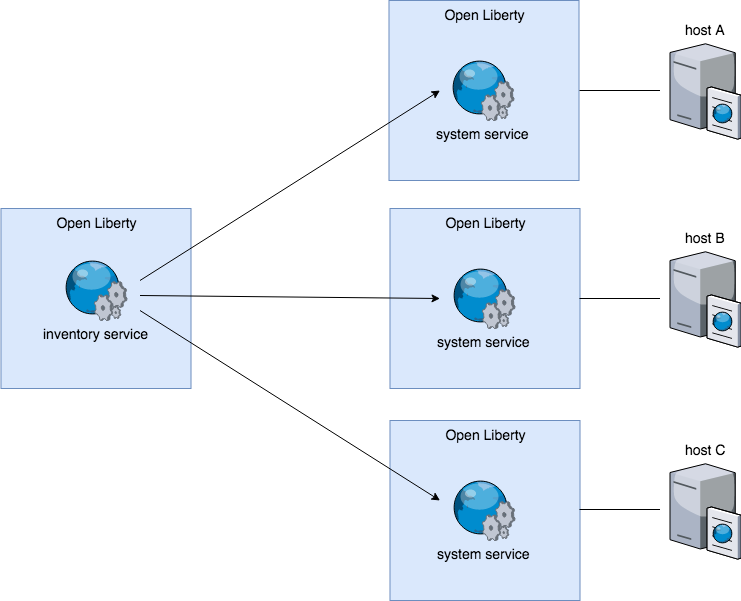 Open Liberty
system service
host A
Open Liberty
inventory service
Open Liberty
system service
host B
Open Liberty
system service
host C